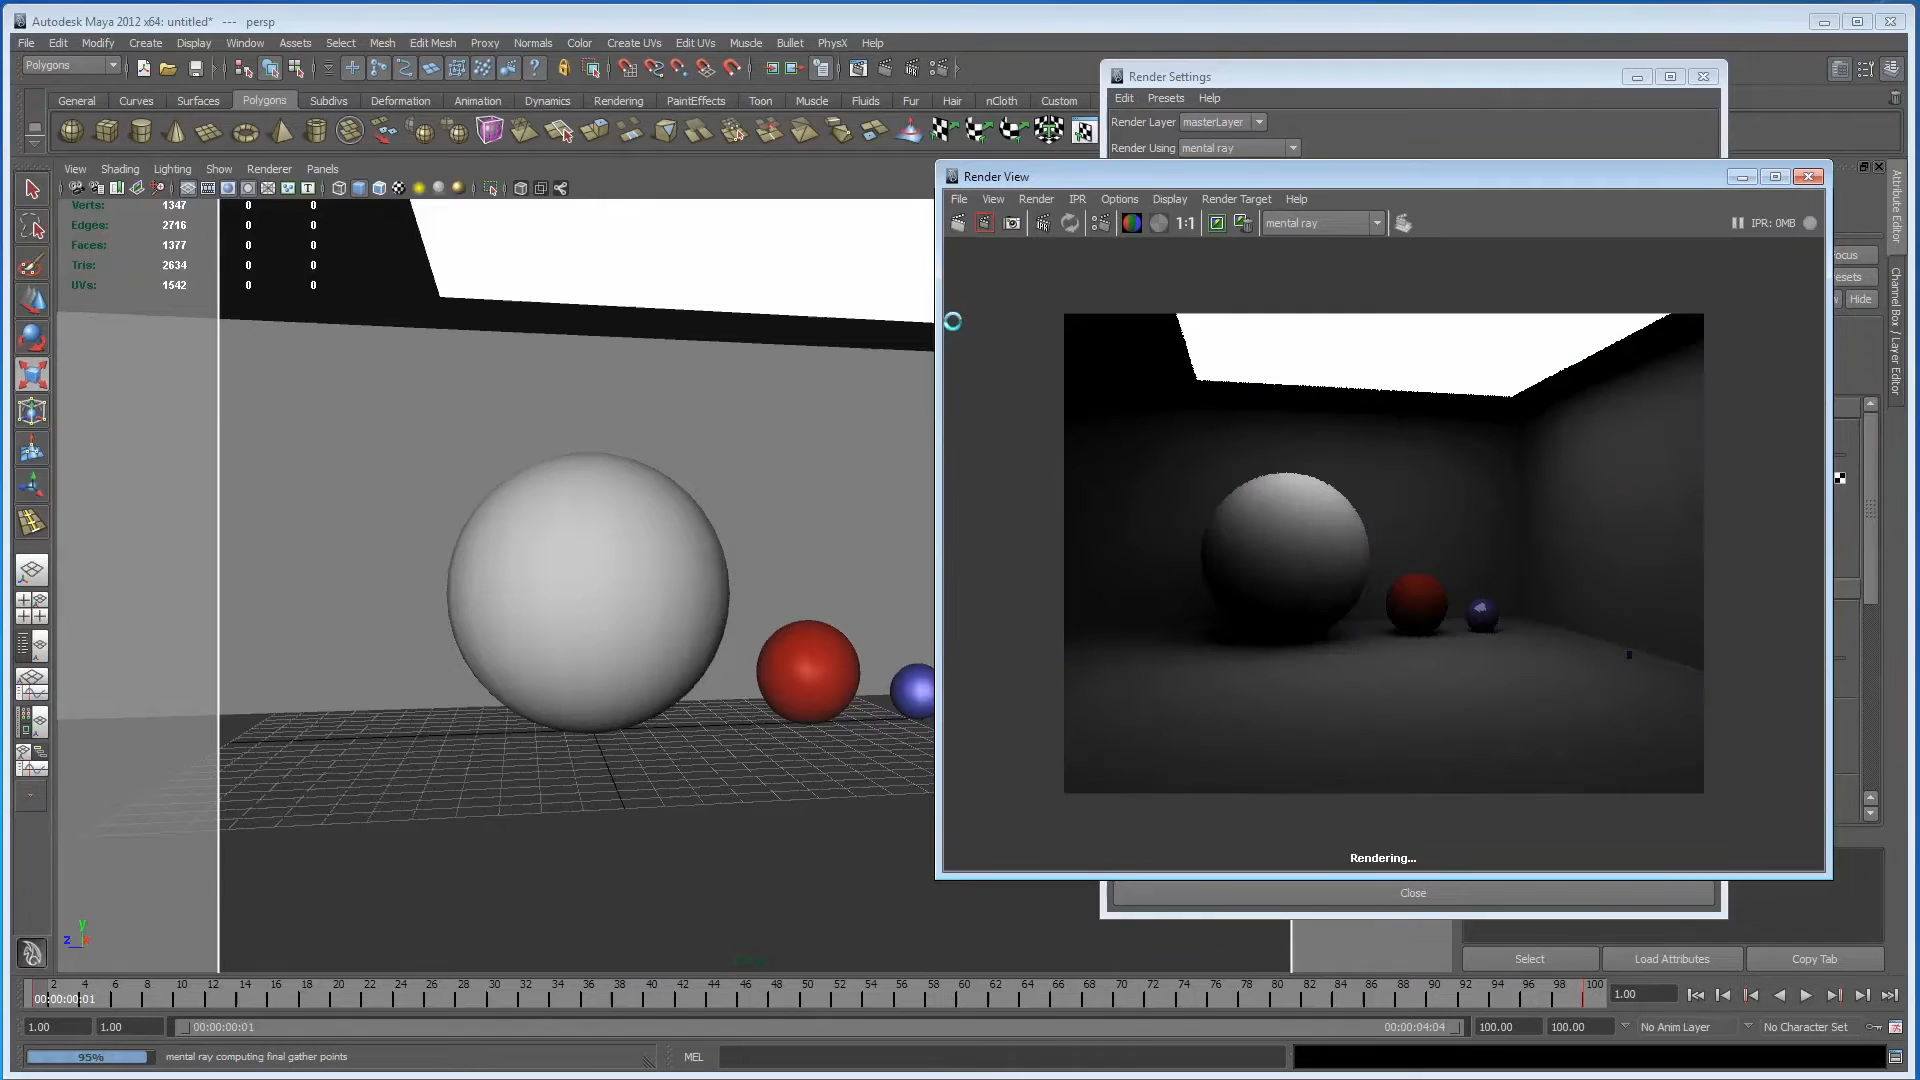 Autodesk Maya 2012 x64: untitled* --- persp
File Edit Modify Create Display Window Assets Select Mesh Edit Mesh Proxy Normals Color Create UVs Edit UVs Muscle Bullet PhysX Help
Polygons
General Curves Surfaces Polygons Subdivs Deformation Animation Dynamics Rendering PaintEffects Toon Muscle Fluids Fur Hair nCloth Custom
View Shading Lighting Show Renderer Panels
Verts: 1347 0 0
Edges: 2716 0 0
Faces: 1377 0 0
Tris: 2634 0 0
UVs: 1542 0 0
Render Settings
Edit Presets Help
Render Layer masterLayer
Render Using mental ray
Render View
File View Render IPR Options Display Render Target Help
1:1 mental ray IPR: 0MB
Rendering...
Close
Hide
Attribute Editor
Channel Box / Layer Editor
y
z x
Select Load Attributes Copy Tab
2 4 6 8 10 12 14 16 18 20 22 24 26 28 30 32 34 36 38 40 42 44 46 48 50 52 54 56 58 60 62 64 66 68 70 72 74 76 78 80 82 84 86 88 90 92 94 96 98 100
00:00:00:01
1.00
1.00 1.00 00:00:00:01 00:00:04:04 100.00 100.00 No Anim Layer No Character Set
95% mental ray computing final gather points MEL